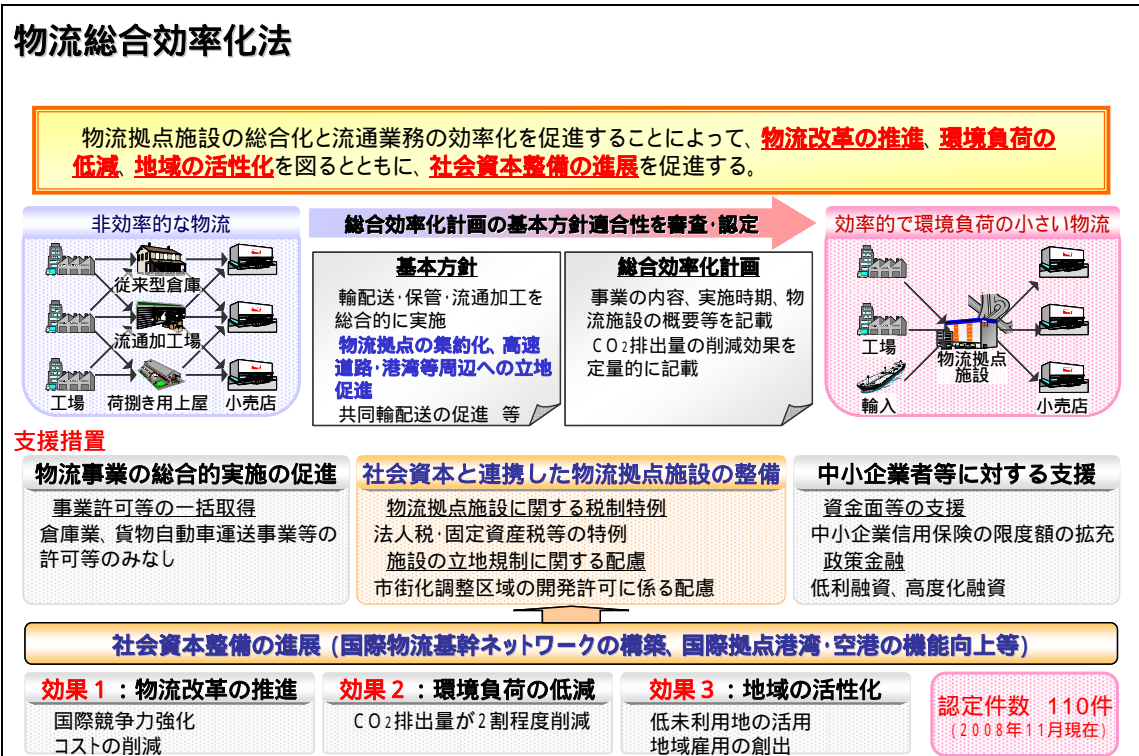 物流総合効率化法
物流拠点施設の総合化と流通業務の効率化を促進することによって、物流改革の推進、環境負荷の
低減、地域の活性化を図るとともに、社会資本整備の進展を促進する。
非効率的な物流
従来型倉庫
流通加工場
工場
荷捌き用上屋
小売店
総合効率化計画の基本方針適合性を審査・認定
基本方針
輸配送・保管・流通加工を
総合的に実施
物流拠点の集約化、高速
道路・港湾等周辺への立地
促進
共同輸配送の促進 等
総合効率化計画
事業の内容、実施時期、物
流施設の概要等を記載
CO2排出量の削減効果を
定量的に記載
効率的で環境負荷の小さい物流
工場
物流拠点
施設
輸入
小売店
支援措置
物流事業の総合的実施の促進
事業許可等の一括取得
倉庫業、貨物自動車運送事業等の
許可等のみなし
社会資本と連携した物流拠点施設の整備
物流拠点施設に関する税制特例
法人税・固定資産税等の特例
施設の立地規制に関する配慮
市街化調整区域の開発許可に係る配慮
中小企業者等に対する支援
資金面等の支援
中小企業信用保険の限度額の拡充
政策金融
低利融資、高度化融資
社会資本整備の進展(国際物流基幹ネットワークの構築、国際拠点港湾・空港の機能向上等)
効果1:物流改革の推進
国際競争力強化
コストの削減
効果2:環境負荷の低減
CO2排出量が2割程度削減
効果3:地域の活性化
低未利用地の活用
地域雇用の創出
認定件数 110件
(2008年11月現在)